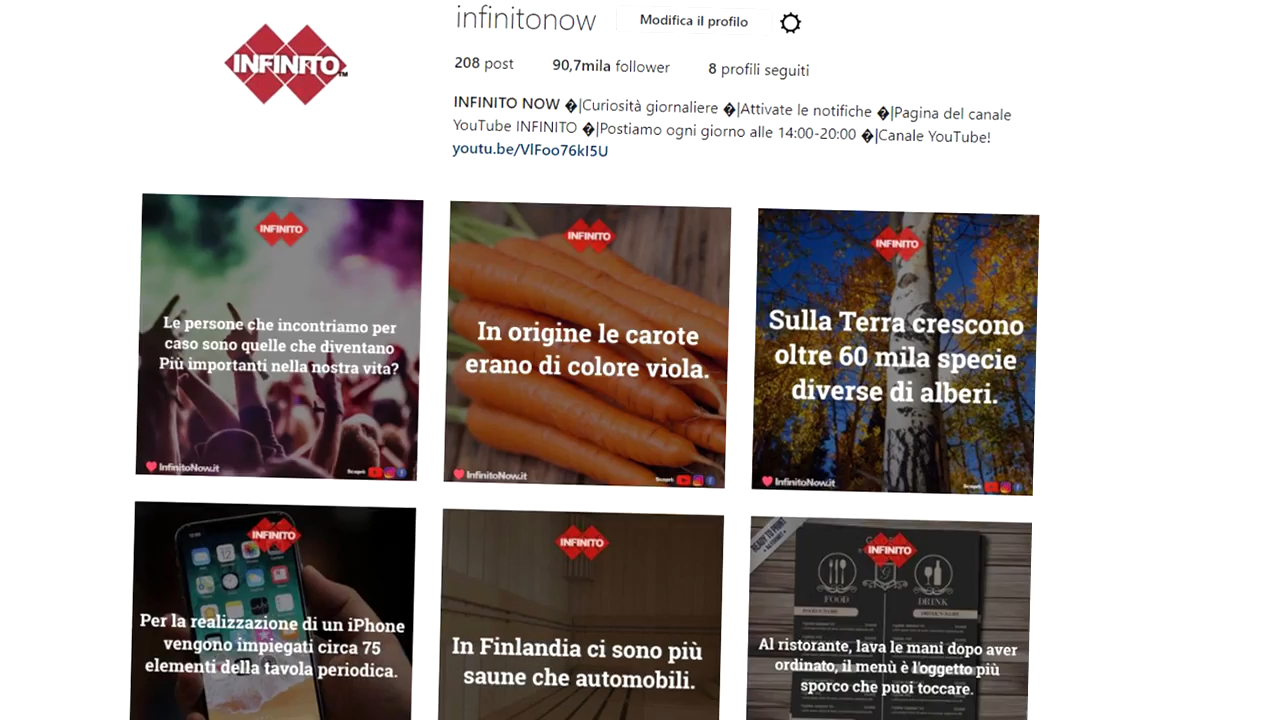 infinitonow Modifica il profilo
INFINITO™
208 post 90,7mila follower 8 profili seguiti
INFINITO NOW �|Curiosità giornaliere �|Attivate le notifiche �|Pagina del canale
YouTube INFINITO �|Postiamo ogni giorno alle 14:00-20:00 �|Canale YouTube!
youtu.be/VlFoo76kI5U
INFINITO
Le persone che incontriamo per
caso sono quelle che diventano
Più importanti nella nostra vita?
InfinitoNow.it
INFINITO
In origine le carote
erano di colore viola.
InfinitoNow.it
INFINITO
Sulla Terra crescono
oltre 60 mila specie
diverse di alberi.
InfinitoNow.it
INFINITO
Per la realizzazione di un iPhone
vengono impiegati circa 75
elementi della tavola periodica.
INFINITO
In Finlandia ci sono più
saune che automobili.
READY TO PRINT
INFINITO
FOOD DRINK
Al ristorante, lava le mani dopo aver
ordinato, il menù è l'oggetto più
sporco che puoi toccare.